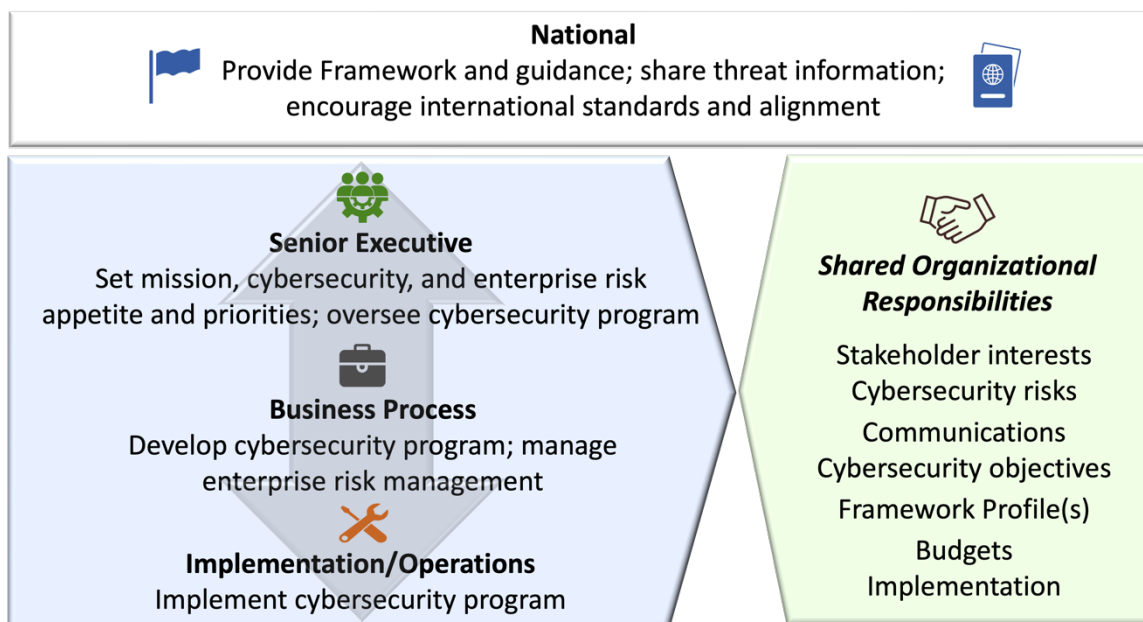 National
Provide Framework and guidance; share threat information;
encourage international standards and alignment
Senior Executive
Set mission, cybersecurity, and enterprise risk
appetite and priorities; oversee cybersecurity program
Business Process
Develop cybersecurity program; manage
enterprise risk management
Implementation/Operations
Implement cybersecurity program
Shared Organizational
Responsibilities
Stakeholder interests
Cybersecurity risks
Communications
Cybersecurity objectives
Framework Profile(s)
Budgets
Implementation